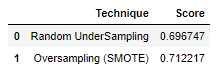 Technique Score
0 Random UnderSampling 0.696747
1 Oversampling (SMOTE) 0.712217